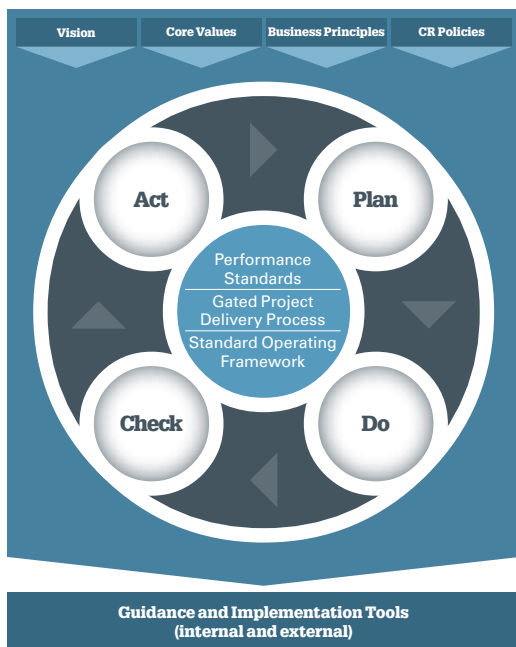 Vision
Core Values
Business Principles
CR Policies
Act
Plan
Performance
Standards
Gated Project
Delivery Process
Standard Operating
Framework
Check
Do
Guidance and Implementation Tools
(internal and external)